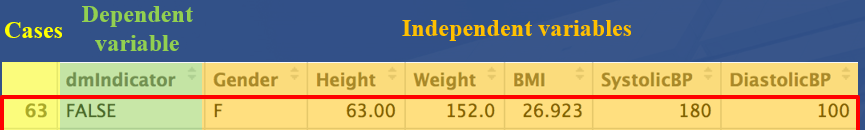 Cases Dependent variable Independent variables
dmIndicator Gender Height Weight BMI SystolicBP DiastolicBP
63 FALSE F 63.00 152.0 26.923 180 100